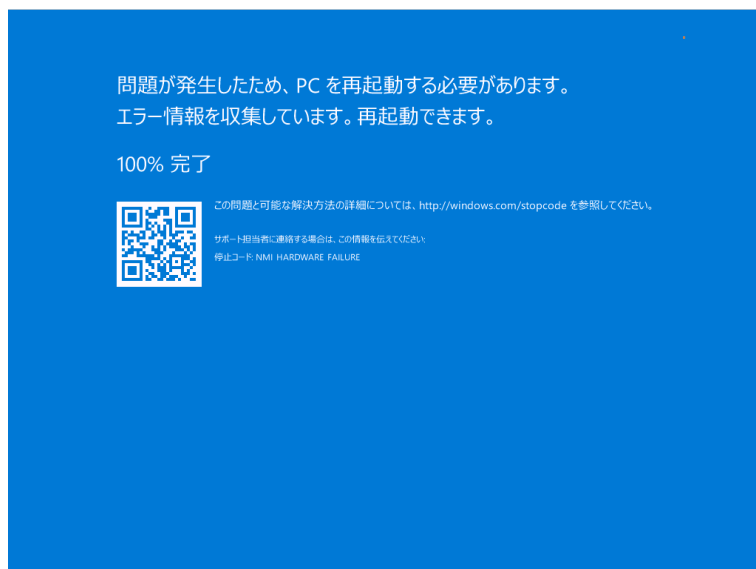 問題が発生したため、PC を再起動する必要があります。
エラー情報を収集しています。再起動できます。
100% 完了
この問題と可能な解決方法の詳細については、http://windows.com/stopcode を参照してください。
サポート担当者に連絡する場合は、この情報を伝えてください:
停止コード: NMI HARDWARE FAILURE